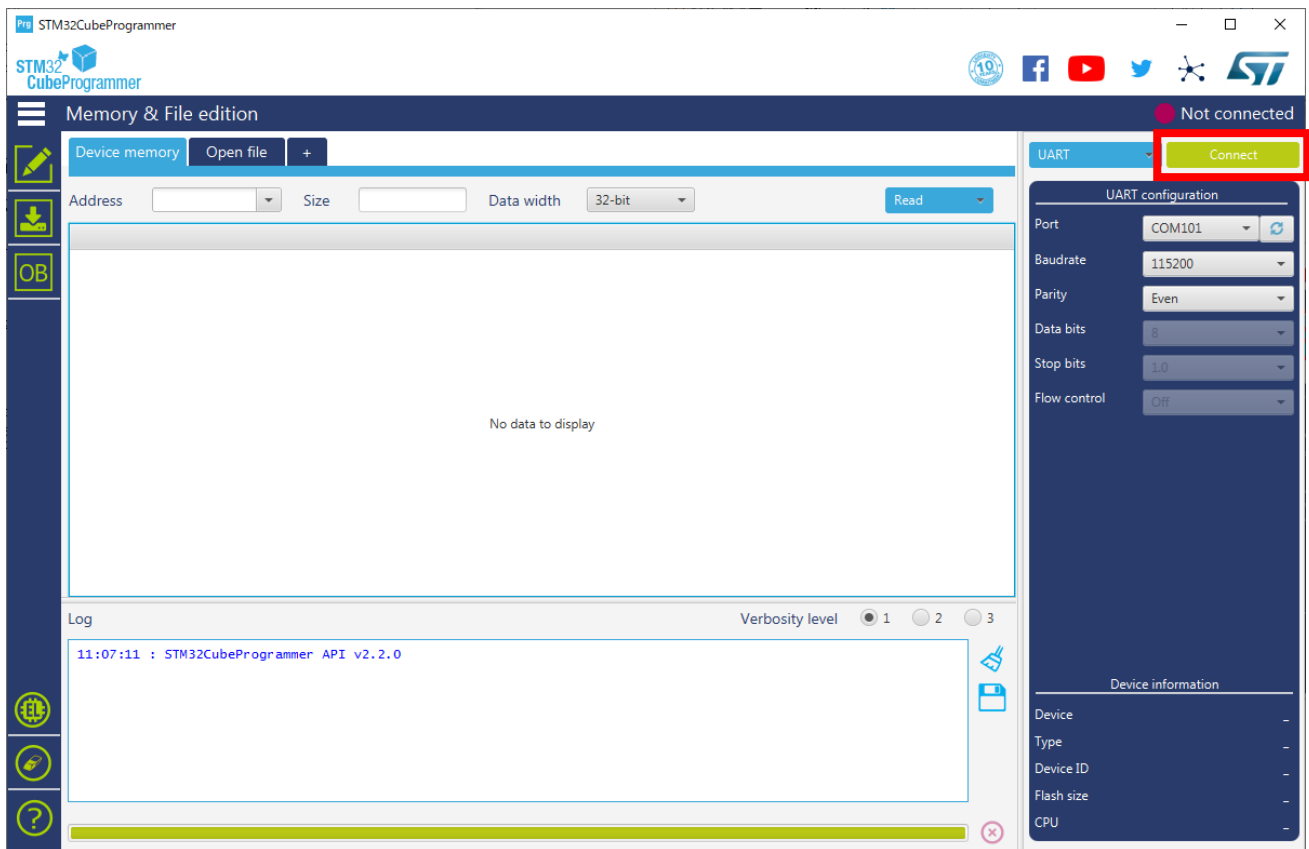 Prg STM32CubeProgrammer
STM32
CubeProgrammer
10
Memory & File edition
Not connected
Device memory Open file +
UART Connect
Address Size Data width 32-bit Read
UART configuration
Port COM101
Baudrate 115200
Parity Even
Data bits 8
Stop bits 1.0
Flow control Off
OB
No data to display
Log Verbosity level 1 2 3
11:07:11 : STM32CubeProgrammer API v2.2.0
Device information
Device -
Type -
Device ID -
Flash size -
CPU -
EL
?